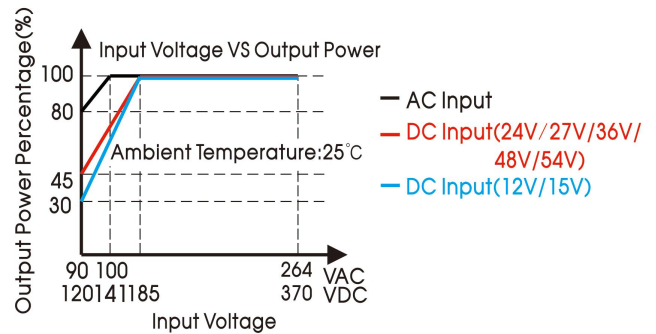 Input Voltage VS Output Power
Output Power Percentage(%)
100
80
45
30
Ambient Temperature:25℃
90 100 264 VAC
120141185 370 VDC
Input Voltage
AC Input
DC Input(24V/27V/36V/
48V/54V)
DC Input(12V/15V)